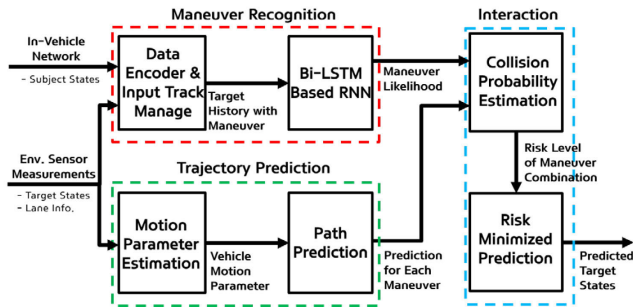 Maneuver Recognition
Interaction
In-Vehicle
Network
- Subject States
Data
Encoder &
Input Track
Manage
Target
History with
Maneuver
Bi-LSTM
Based RNN
Maneuver
Likelihood
Collision
Probability
Estimation
Env. Sensor
Measurements
- Target States
- Lane Info.
Trajectory Prediction
Risk Level
of Maneuver
Combination
Motion
Parameter
Estimation
Vehicle
Motion
Parameter
Path
Prediction
Prediction
for Each
Maneuver
Risk
Minimized
Prediction
Predicted
Target
States